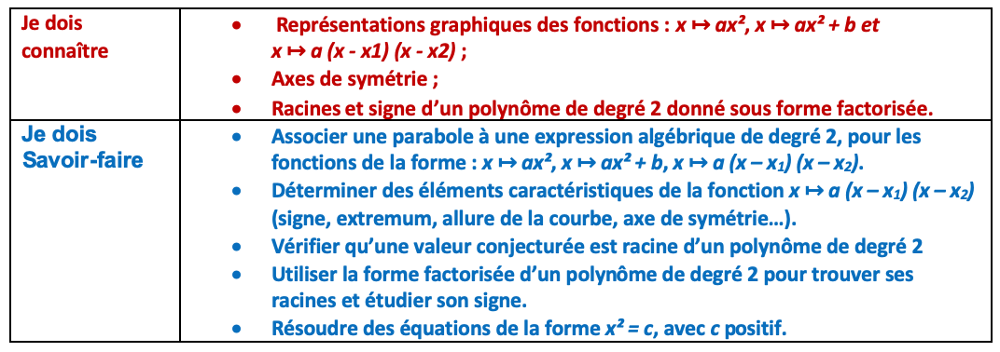 Je dois
connaître
• Représentations graphiques des fonctions : x ↦ ax², x ↦ ax² + b et
x ↦ a (x - x1) (x - x2) ;
• Axes de symétrie ;
• Racines et signe d’un polynôme de degré 2 donné sous forme factorisée.
Je dois
Savoir-faire
• Associer une parabole à une expression algébrique de degré 2, pour les
fonctions de la forme : x ↦ ax², x ↦ ax² + b, x ↦ a (x – x₁) (x – x₂).
• Déterminer des éléments caractéristiques de la fonction x ↦ a (x – x₁) (x – x₂)
(signe, extremum, allure de la courbe, axe de symétrie…).
• Vérifier qu’une valeur conjecturée est racine d’un polynôme de degré 2
• Utiliser la forme factorisée d’un polynôme de degré 2 pour trouver ses
racines et étudier son signe.
• Résoudre des équations de la forme x² = c, avec c positif.